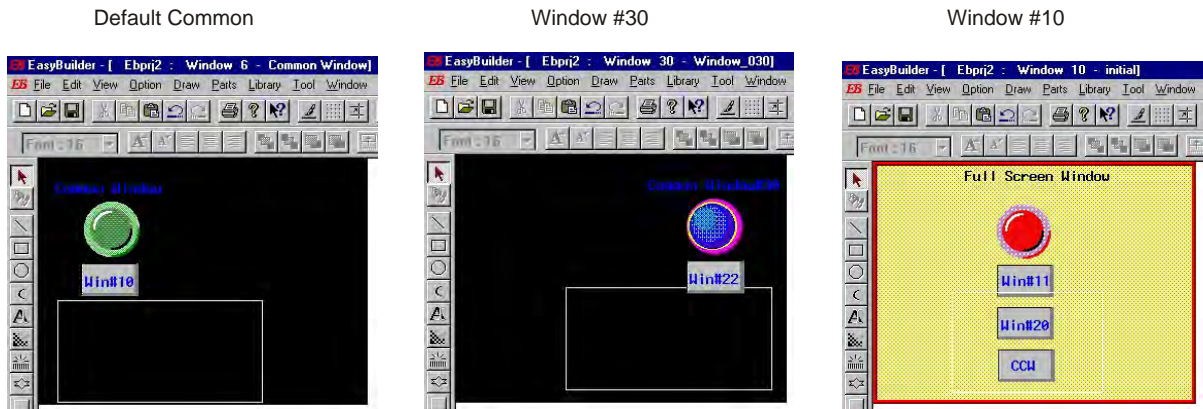 Default Common
EasyBuilder - [ Ebprj2 : Window 6 - Common Window]
EB File Edit View Option Draw Parts Library Tool Window
Font : 16
Common Window
Win#10
Window #30
EasyBuilder - [ Ebprj2 : Window 30 - Window_030]
EB File Edit View Option Draw Parts Library Tool Window
Font : 16
Common Window#30
Win#22
Window #10
EasyBuilder - [ Ebprj2 : Window 10 - initial]
EB File Edit View Option Draw Parts Library Tool Window
Font : 16
Full Screen Window
Win#11
Win#20
CCW